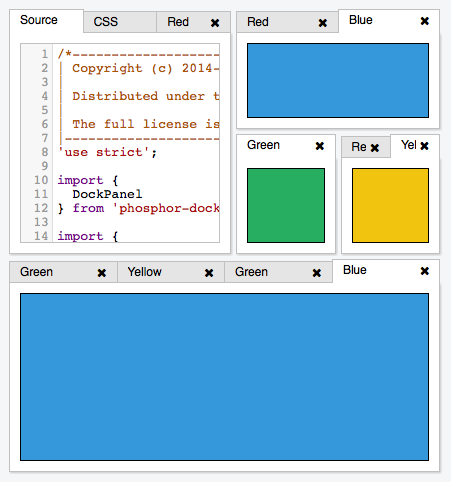 Source CSS Red ✖ Red ✖ Blue ✖
1 /*--------------------
2 | Copyright (c) 2014-
3 |
4 | Distributed under t
5 |
6 | The full license is
7 |--------------------
8 'use strict';
9
10 import {
11 DockPanel
12 } from 'phosphor-dock
13
14 import {
Green ✖ Re ✖ Yel ✖
Green ✖ Yellow ✖ Green ✖ Blue ✖